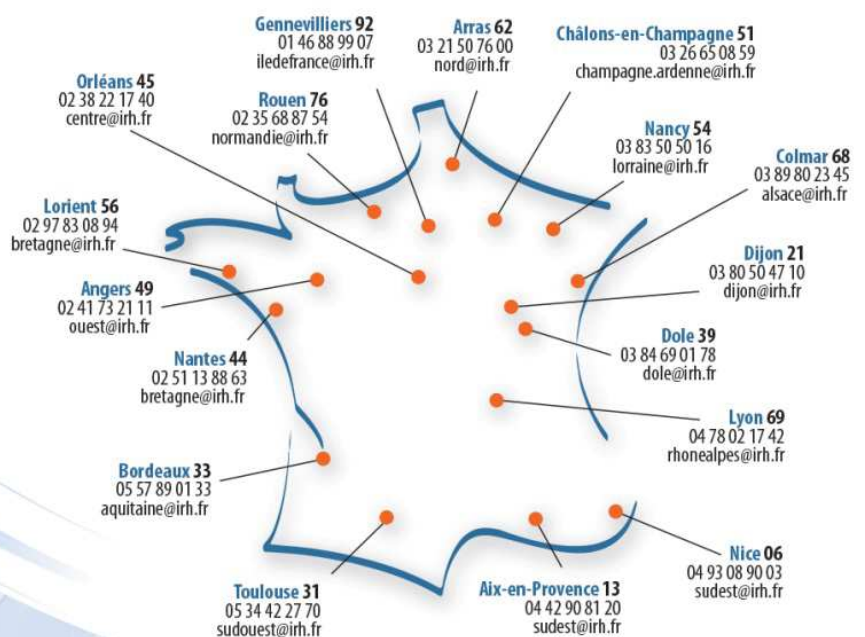 Gennevilliers 92
01 46 88 99 07
iledefrance@irh.fr
Arras 62
03 21 50 76 00
nord@irh.fr
Châlons-en-Champagne 51
03 26 65 08 59
champagne.ardenne@irh.fr
Orléans 45
02 38 22 17 40
centre@irh.fr
Rouen 76
02 35 68 87 54
normandie@irh.fr
Nancy 54
03 83 50 50 16
lorraine@irh.fr
Colmar 68
03 89 80 23 45
alsace@irh.fr
Lorient 56
02 97 83 08 94
bretagne@irh.fr
Dijon 21
03 80 50 47 10
dijon@irh.fr
Angers 49
02 41 73 21 11
ouest@irh.fr
Dole 39
03 84 69 01 78
dole@irh.fr
Nantes 44
02 51 13 88 63
bretagne@irh.fr
Lyon 69
04 78 02 17 42
rhonealpes@irh.fr
Bordeaux 33
05 57 89 01 33
aquitaine@irh.fr
Nice 06
04 93 08 90 03
sudest@irh.fr
Toulouse 31
05 34 42 27 70
sudouest@irh.fr
Aix-en-Provence 13
04 42 90 81 20
sudest@irh.fr